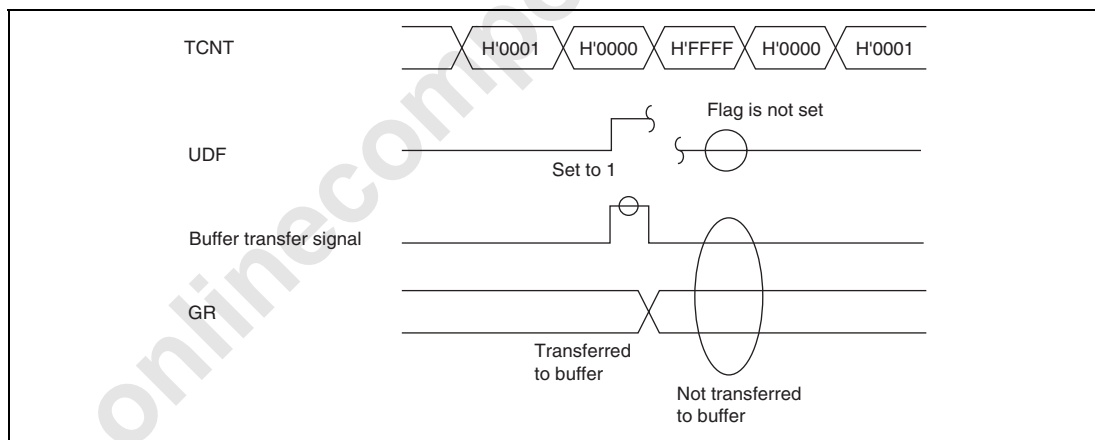 TCNT
H'0001 H'0000 H'FFFF H'0000 H'0001
Flag is not set
UDF
Set to 1
Buffer transfer signal
GR
Transferred
to buffer
Not transferred
to buffer
onlinecompo